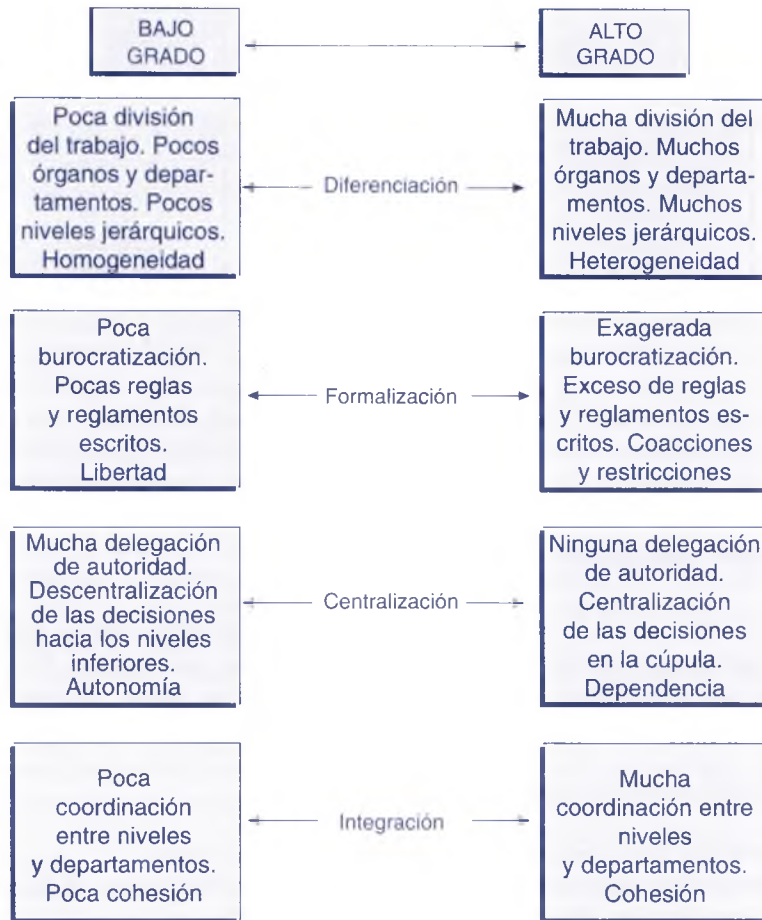 BAJO
GRADO
ALTO
GRADO
Poca división
del trabajo. Pocos
órganos y depar-
tamentos. Pocos
niveles jerárquicos.
Homogeneidad
Diferenciación
Mucha división del
trabajo. Muchos
órganos y departa-
mentos. Muchos
niveles jerárquicos.
Heterogeneidad
Poca
burocratización.
Pocas reglas
y reglamentos
escritos.
Libertad
Formalización
Exagerada
burocratización.
Exceso de reglas
y reglamentos es-
critos. Coacciones
y restricciones
Mucha delegación
de autoridad.
Descentralización
de las decisiones
hacia los niveles
inferiores.
Autonomía
Centralización
Ninguna delegación
de autoridad.
Centralización
de las decisiones
en la cúpula.
Dependencia
Poca
coordinación
entre niveles
y departamentos.
Poca cohesión
Integración
Mucha
coordinación entre
niveles
y departamentos.
Cohesión